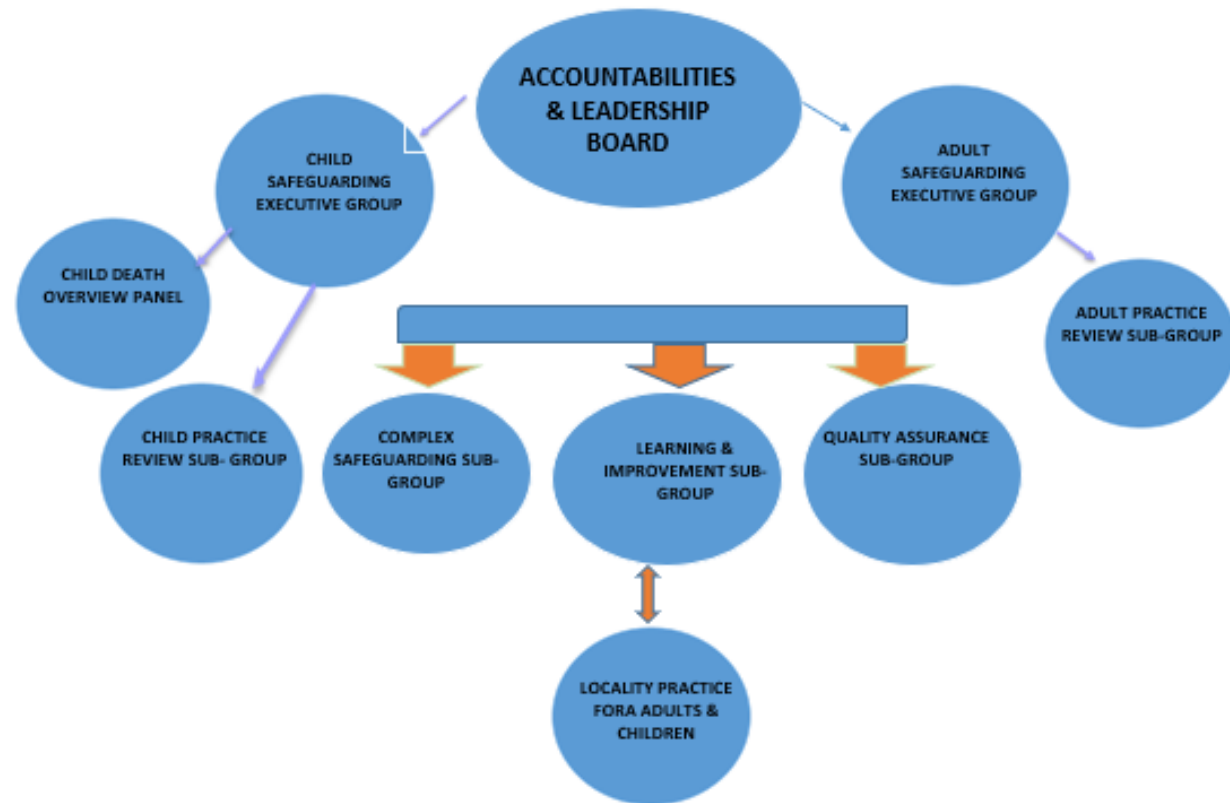 ACCOUNTABILITIES
& LEADERSHIP
BOARD
CHILD
SAFEGUARDING
EXECUTIVE GROUP
ADULT
SAFEGUARDING
EXECUTIVE GROUP
CHILD DEATH
OVERVIEW PANEL
ADULT PRACTICE
REVIEW SUB-GROUP
CHILD PRACTICE
REVIEW SUB- GROUP
COMPLEX
SAFEGUARDING SUB-
GROUP
LEARNING &
IMPROVEMENT SUB-
GROUP
QUALITY ASSURANCE
SUB-GROUP
LOCALITY PRACTICE
FORA ADULTS &
CHILDREN